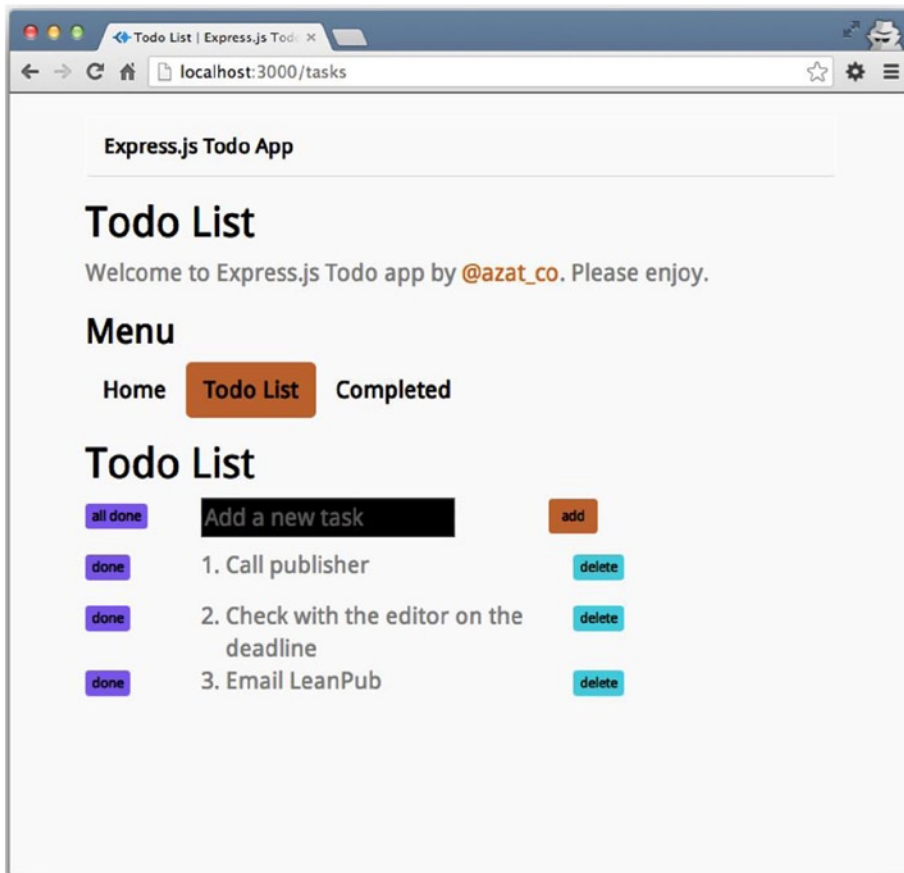 Todo List | Express.js Tod
localhost:3000/tasks
Express.js Todo App
Todo List
Welcome to Express.js Todo app by @azat_co. Please enjoy.
Menu
Home Todo List Completed
Todo List
all done Add a new task add
done 1. Call publisher delete
done 2. Check with the editor on the delete
deadline
done 3. Email LeanPub delete